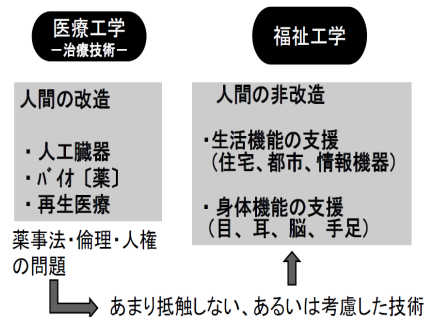 医療工学
－治療技術－
人間の改造
・人工臓器
・ﾊﾞｲｵ〔薬〕
・再生医療
薬事法・倫理・人権
の問題
福祉工学
人間の非改造
・生活機能の支援
（住宅、都市、情報機器）
・身体機能の支援
（目、耳、脳、手足）
あまり抵触しない、あるいは考慮した技術